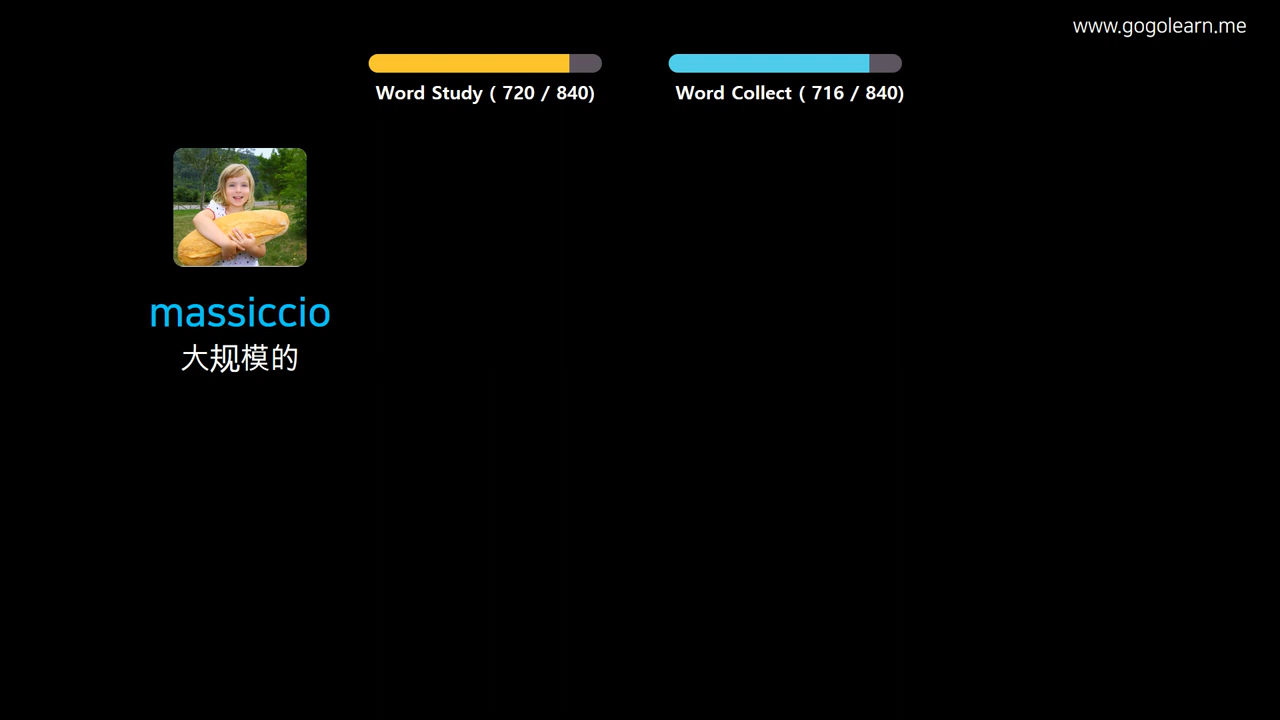 www.gogolearn.me
Word Study ( 720 / 840)
Word Collect ( 716 / 840)
massiccio
大规模的